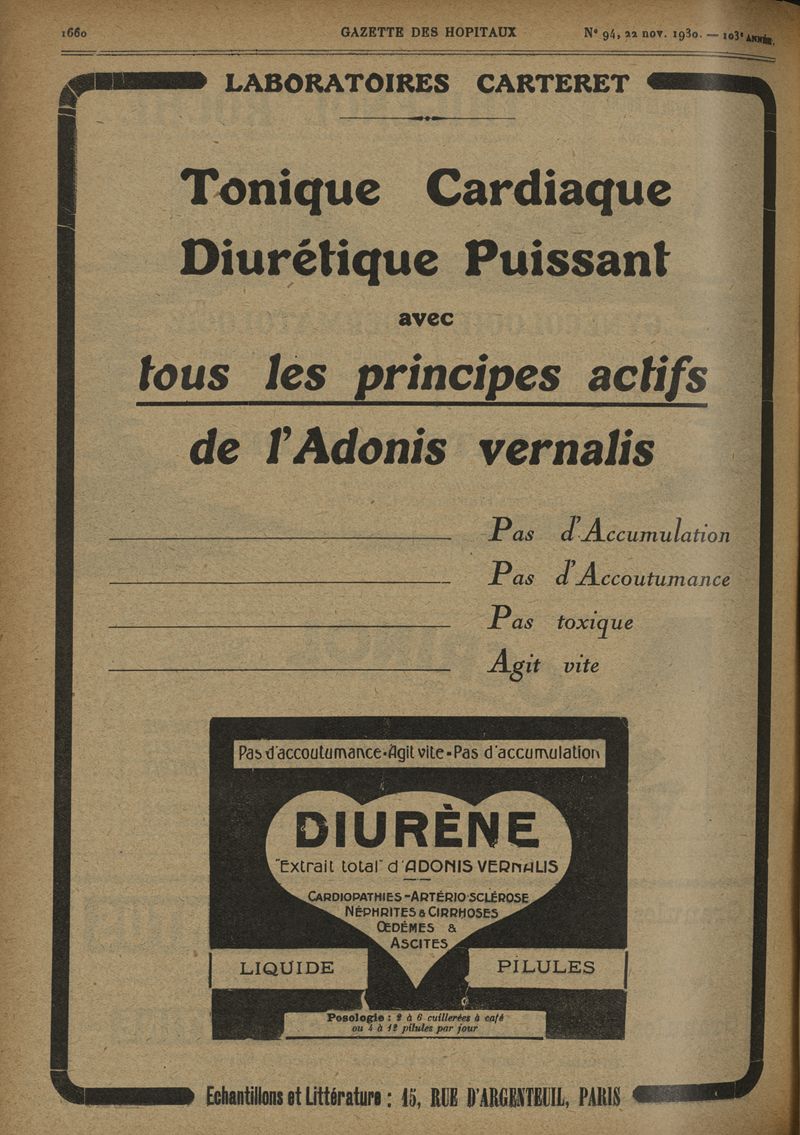 1660
GAZETTE DES HOPITAUX
N° 94, 22 nov. 1930. — 103e ANNÉE.
LABORATOIRES CARTERET
Tonique Cardiaque
Diurétique Puissant
avec
tous les principes actifs
de l'Adonis vernalis
Pas d'Accumulation
Pas d'Accoutumance
Pas toxique
Agit vite
Pas d'accoutumance-Agit vite-Pas d'accumulation
DIURÈNE
"Extrait total" d'ADONIS VERNALIS
CARDIOPATHIES-ARTÉRIO-SCLÉROSE
NÉPHRITES & CIRRHOSES
ŒDÉMES &
ASCITES
LIQUIDE
PILULES
Posologie : 2 à 6 cuillerées à café
ou 4 à 12 pilules par jour
Echantillons et Littérature : 15, RUE D'ARGENTEUIL, PARIS